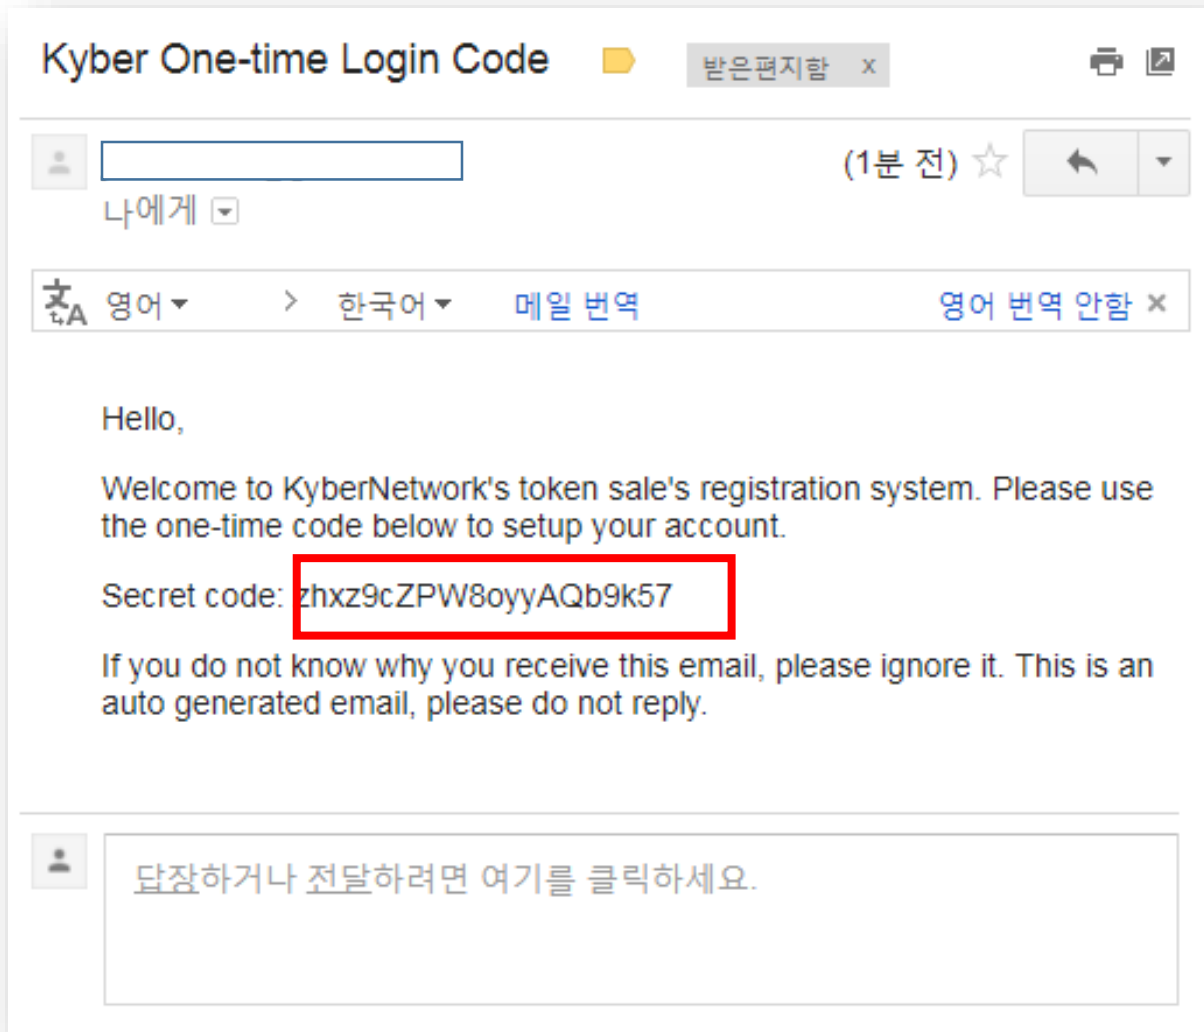 Kyber One-time Login Code 받은편지함 x
(1분 전)
나에게
영어 > 한국어 메일 번역 영어 번역 안함 ×
Hello,
Welcome to KyberNetwork's token sale's registration system. Please use
the one-time code below to setup your account.
Secret code: zhxz9cZPW8oyyAQb9k57
If you do not know why you receive this email, please ignore it. This is an
auto generated email, please do not reply.
답장하거나 전달하려면 여기를 클릭하세요.